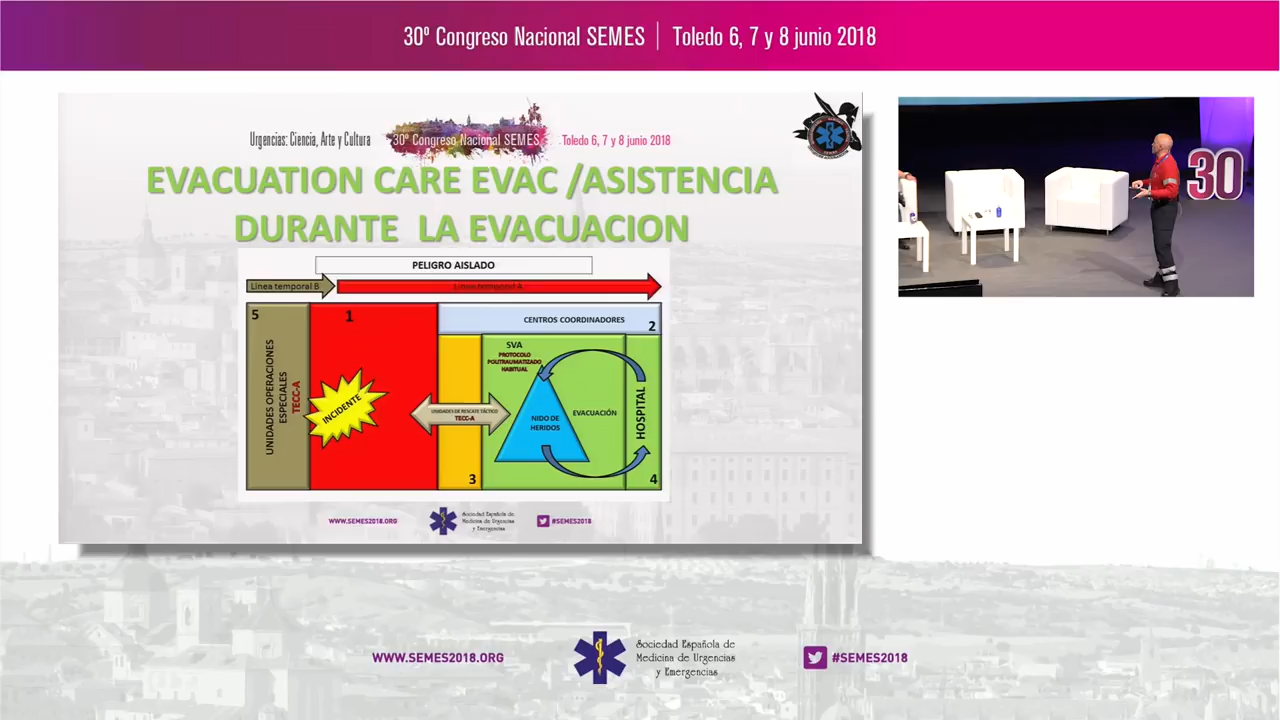 30º Congreso Nacional SEMES | Toledo 6, 7 y 8 junio 2018
Urgencias: Ciencia, Arte y Cultura
30º Congreso Nacional SEMES
Toledo 6, 7 y 8 junio 2018
EVACUATION CARE EVAC /ASISTENCIA
DURANTE LA EVACUACION
PELIGRO AISLADO
Linea temporal B
Linea temporal A
5
1
CENTROS COORDINADORES
2
UNIDADES OPERACIONES
ESPECIALES
TECC-A
INCIDENTE
SVA
PROTOCOLO
POLITRAUMATIZADO
HABITUAL
UNIDADES DE RESCATE TÁCTICO
TECC-A
NIDO DE
HERIDOS
EVACUACIÓN
HOSPITAL
3
4
WWW.SEMES2018.ORG
Sociedad Española de
Medicina de Urgencias
y Emergencias
#SEMES2018
30
WWW.SEMES2018.ORG
Sociedad Española de
Medicina de Urgencias
y Emergencias
#SEMES2018